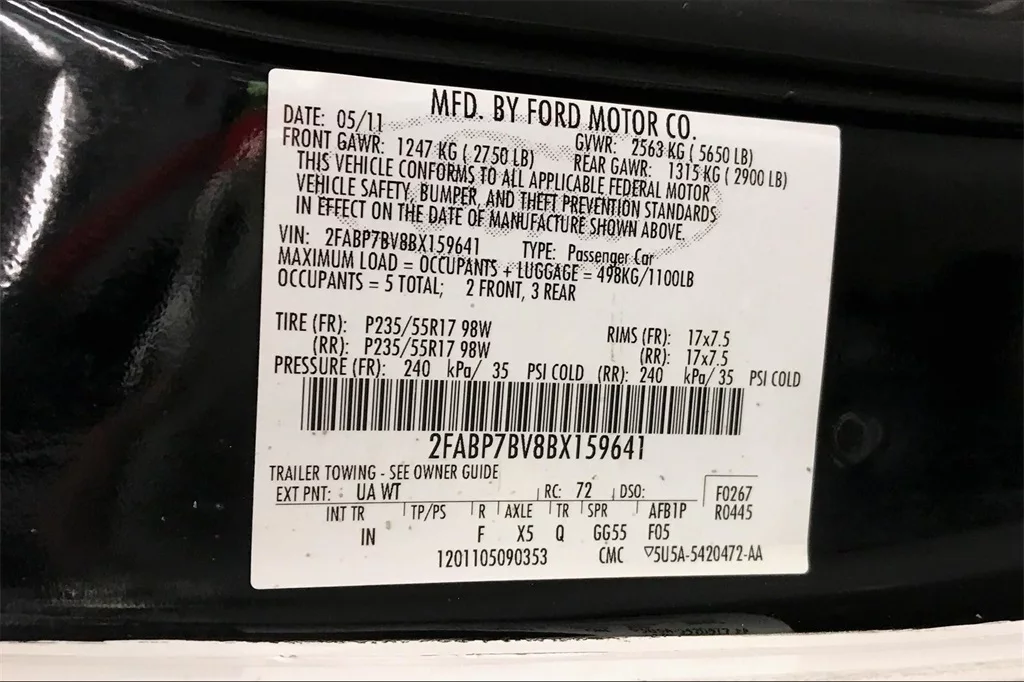 MFD. BY FORD MOTOR CO.
DATE: 05/11 GVWR: 2563 KG ( 5650 LB)
FRONT GAWR: 1247 KG ( 2750 LB) REAR GAWR: 1315 KG ( 2900 LB)
THIS VEHICLE CONFORMS TO ALL APPLICABLE FEDERAL MOTOR
VEHICLE SAFETY, BUMPER, AND THEFT PREVENTION STANDARDS
IN EFFECT ON THE DATE OF MANUFACTURE SHOWN ABOVE.
VIN: 2FABP7BV8BX159641 TYPE: Passenger Car
MAXIMUM LOAD = OCCUPANTS + LUGGAGE = 498KG/1100LB
OCCUPANTS = 5 TOTAL; 2 FRONT, 3 REAR
TIRE (FR): P235/55R17 98W RIMS (FR): 17x7.5
(RR): P235/55R17 98W (RR): 17x7.5
PRESSURE (FR): 240 kPa/ 35 PSI COLD (RR): 240 kPa/ 35 PSI COLD
2FABP7BV8BX159641
TRAILER TOWING - SEE OWNER GUIDE
EXT PNT: UA WT RC: 72 DSO: F0267
INT TR TP/PS R AXLE TR SPR AFB1P R0445
IN F X5 Q GG55 F05
1201105090353 CMC ▽5U5A-5420472-AA